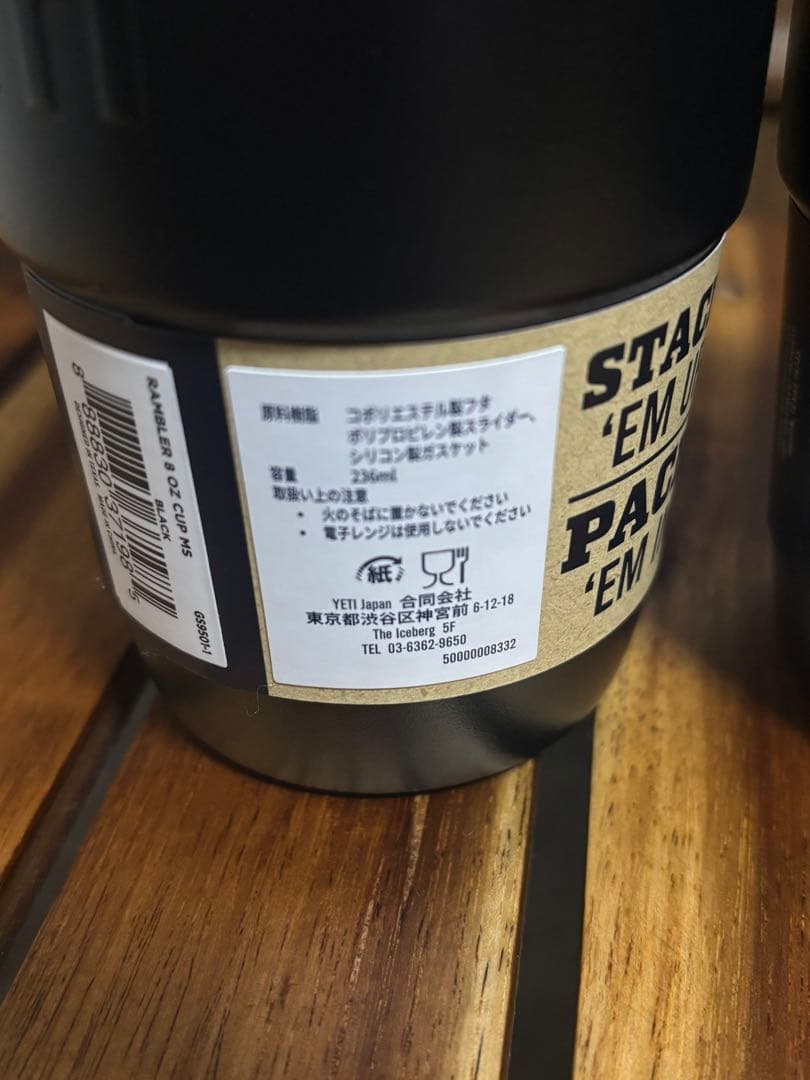 RAMBLER 8 OZ CUP MS
BLACK
8 88830 37198 5
GS9501-1
原料樹脂 コポリエステル製フタ
ポリプロピレン製スライダー、
シリコン製ガスケット
容量 236ml
取扱い上の注意
• 火のそばに置かないでください
• 電子レンジは使用しないでください
紙
YETI Japan 合同会社
東京都渋谷区神宮前 6-12-18
The Iceberg 5F
TEL 03-6362-9650
50000008332
STAC
'EM U
PAC
'EM I